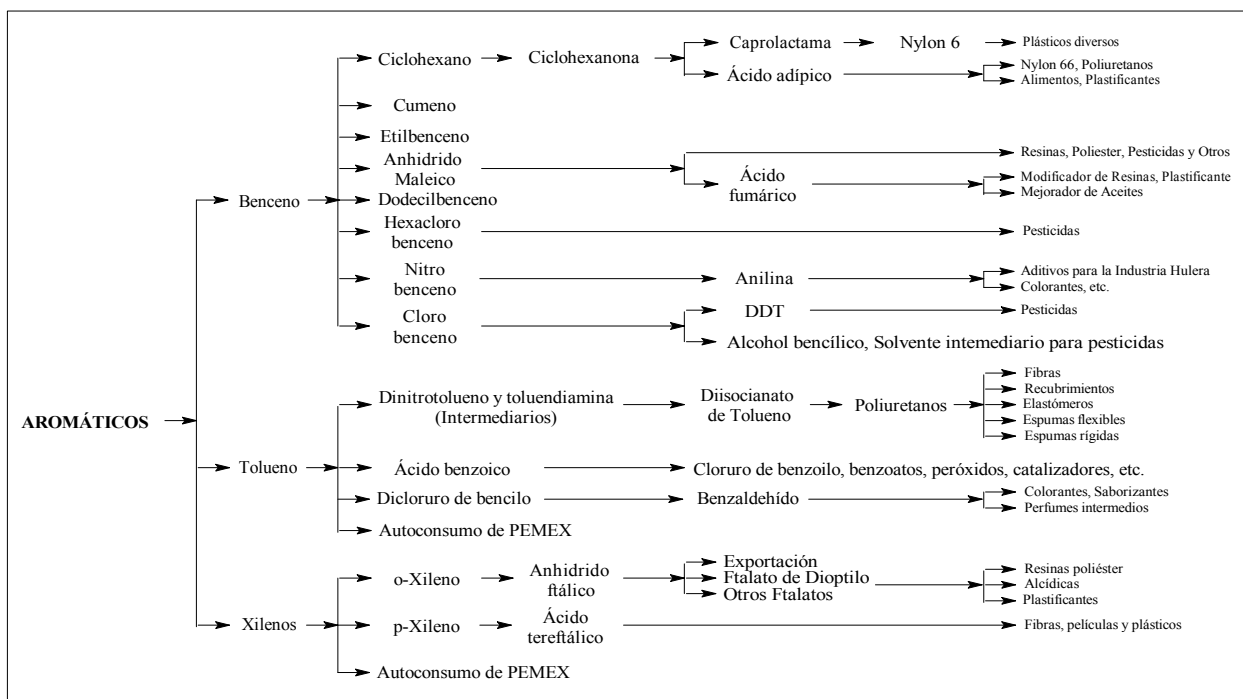 Ciclohexano
Ciclohexanona
Caprolactama
Nylon 6
Plásticos diversos
Ácido adípico
Nylon 66, Poliuretanos
Alimentos, Plastificantes
Cumeno
Etilbenceno
Anhidrido
Maleico
Resinas, Poliester, Pesticidas y Otros
Ácido
fumárico
Modificador de Resinas, Plastificante
Mejorador de Aceites
Benceno
Dodecilbenceno
Hexacloro
benceno
Pesticidas
Nitro
benceno
Anilina
Aditivos para la Industria Hulera
Colorantes, etc.
Cloro
benceno
DDT
Pesticidas
Alcohol bencílico, Solvente intemediario para pesticidas
AROMÁTICOS
Tolueno
Dinitrotolueno y toluendiamina
(Intermediarios)
Diisocianato
de Tolueno
Poliuretanos
Fibras
Recubrimientos
Elastómeros
Espumas flexibles
Espumas rígidas
Ácido benzoico
Cloruro de benzoilo, benzoatos, peróxidos, catalizadores, etc.
Dicloruro de bencilo
Benzaldehído
Colorantes, Saborizantes
Perfumes intermedios
Autoconsumo de PEMEX
Xilenos
o-Xileno
Anhidrido
ftálico
Exportación
Ftalato de Dioptilo
Otros Ftalatos
Resinas poliéster
Alcídicas
Plastificantes
p-Xileno
Ácido
tereftálico
Fibras, películas y plásticos
Autoconsumo de PEMEX